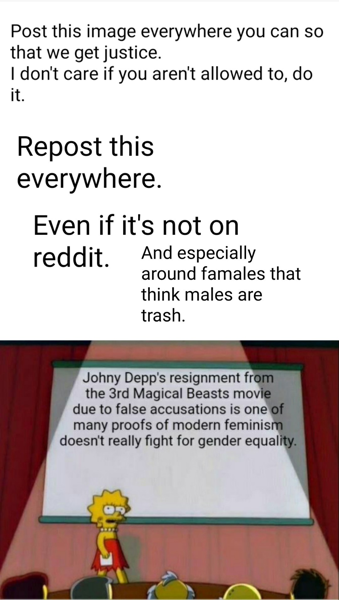 Post this image everywhere you can so
that we get justice.
I don't care if you aren't allowed to, do
it.
Repost this
everywhere.
Even if it's not on
reddit.
And especially
around famales that
think males are
trash.
Johny Depp's resignment from
the 3rd Magical Beasts movie
due to false accusations is one of
many proofs of modern feminism
doesn't really fight for gender equality.